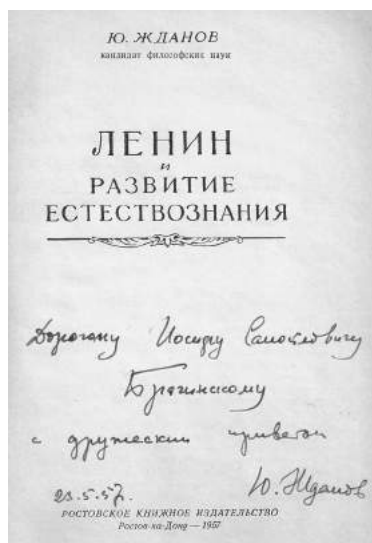 Ю. ЖДАНОВ
кандидат философских наук
ЛЕНИН
и
РАЗВИТИЕ
ЕСТЕСТВОЗНАНИЯ
Дорогому Иосифу Самойловичу
Брагинскому
с дружеским приветом
23.5.57. Ю. Жданов
РОСТОВСКОЕ КНИЖНОЕ ИЗДАТЕЛЬСТВО
Ростов-на-Дону — 1957